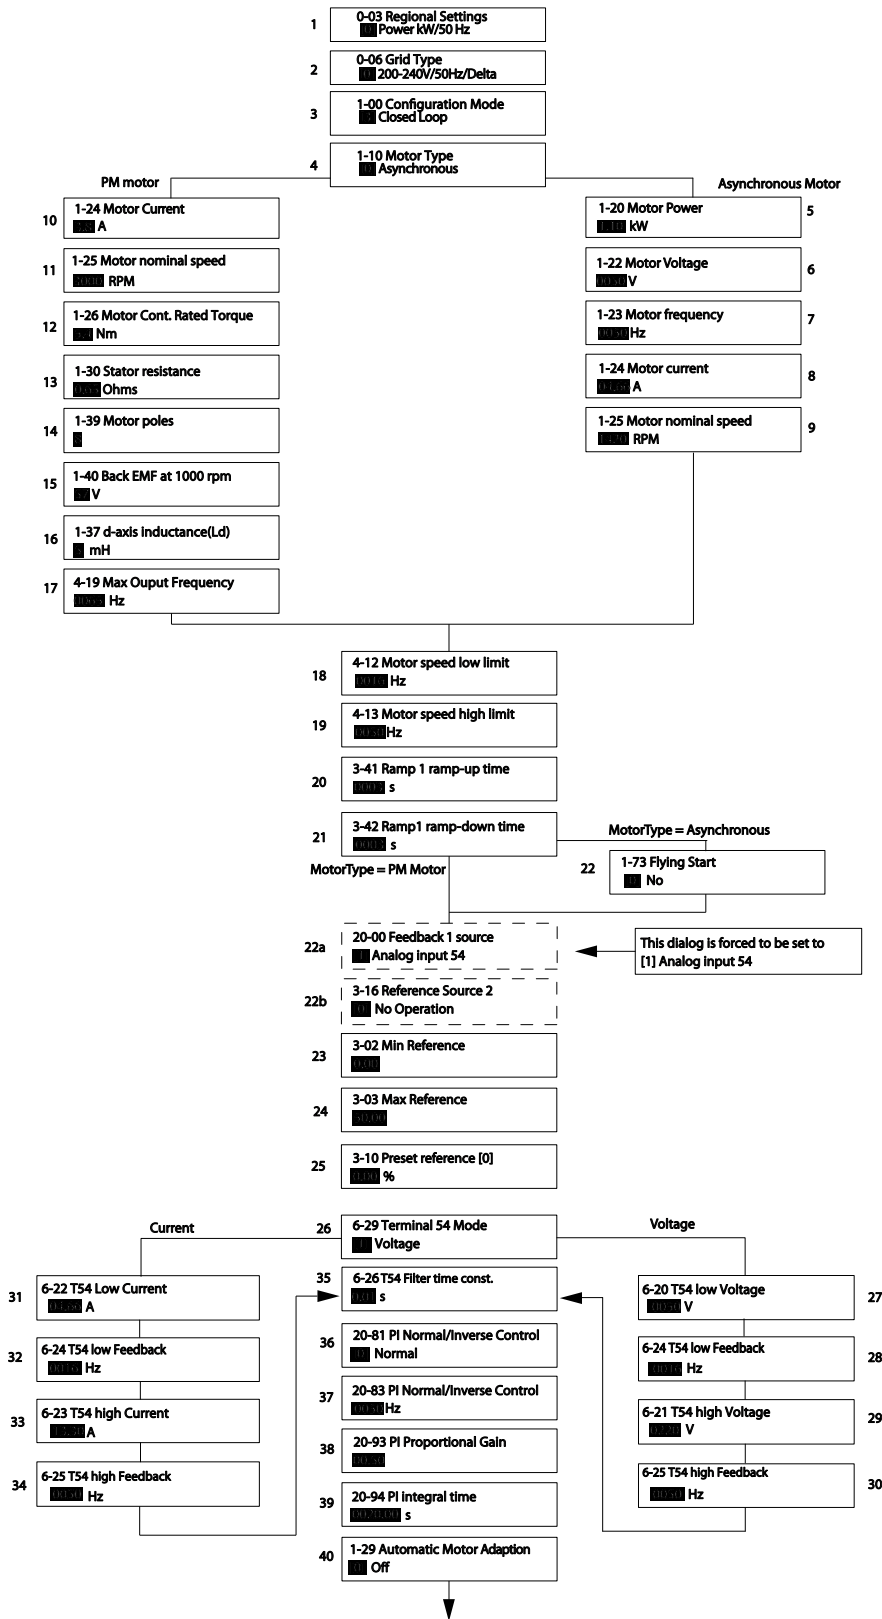 1
0-03 Regional Settings
Power kW/50 Hz
2
0-06 Grid Type
200-240V/50Hz/Delta
3
1-00 Configuration Mode
Closed Loop
4
1-10 Motor Type
Asynchronous
PM motor
Asynchronous Motor
10
1-24 Motor Current
A
11
1-25 Motor nominal speed
RPM
12
1-26 Motor Cont. Rated Torque
Nm
13
1-30 Stator resistance
Ohms
14
1-39 Motor poles
15
1-40 Back EMF at 1000 rpm
V
16
1-37 d-axis inductance(Ld)
mH
17
4-19 Max Ouput Frequency
Hz
1-20 Motor Power
kW
5
1-22 Motor Voltage
V
6
1-23 Motor frequency
Hz
7
1-24 Motor current
A
8
1-25 Motor nominal speed
RPM
9
18
4-12 Motor speed low limit
Hz
19
4-13 Motor speed high limit
Hz
20
3-41 Ramp 1 ramp-up time
s
21
3-42 Ramp1 ramp-down time
s
MotorType = Asynchronous
MotorType = PM Motor
22
1-73 Flying Start
No
22a
20-00 Feedback 1 source
Analog input 54
This dialog is forced to be set to
[1] Analog input 54
22b
3-16 Reference Source 2
No Operation
23
3-02 Min Reference
0.00
24
3-03 Max Reference
50.00
25
3-10 Preset reference [0]
0.00 %
Current
26
6-29 Terminal 54 Mode
Voltage
Voltage
35
6-26 T54 Filter time const.
s
31
6-22 T54 Low Current
A
32
6-24 T54 low Feedback
Hz
33
6-23 T54 high Current
A
34
6-25 T54 high Feedback
Hz
36
20-81 PI Normal/Inverse Control
Normal
37
20-83 PI Normal/Inverse Control
Hz
38
20-93 PI Proportional Gain
39
20-94 PI integral time
s
40
1-29 Automatic Motor Adaption
Off
6-20 T54 low Voltage
V
27
6-24 T54 low Feedback
Hz
28
6-21 T54 high Voltage
V
29
6-25 T54 high Feedback
Hz
30